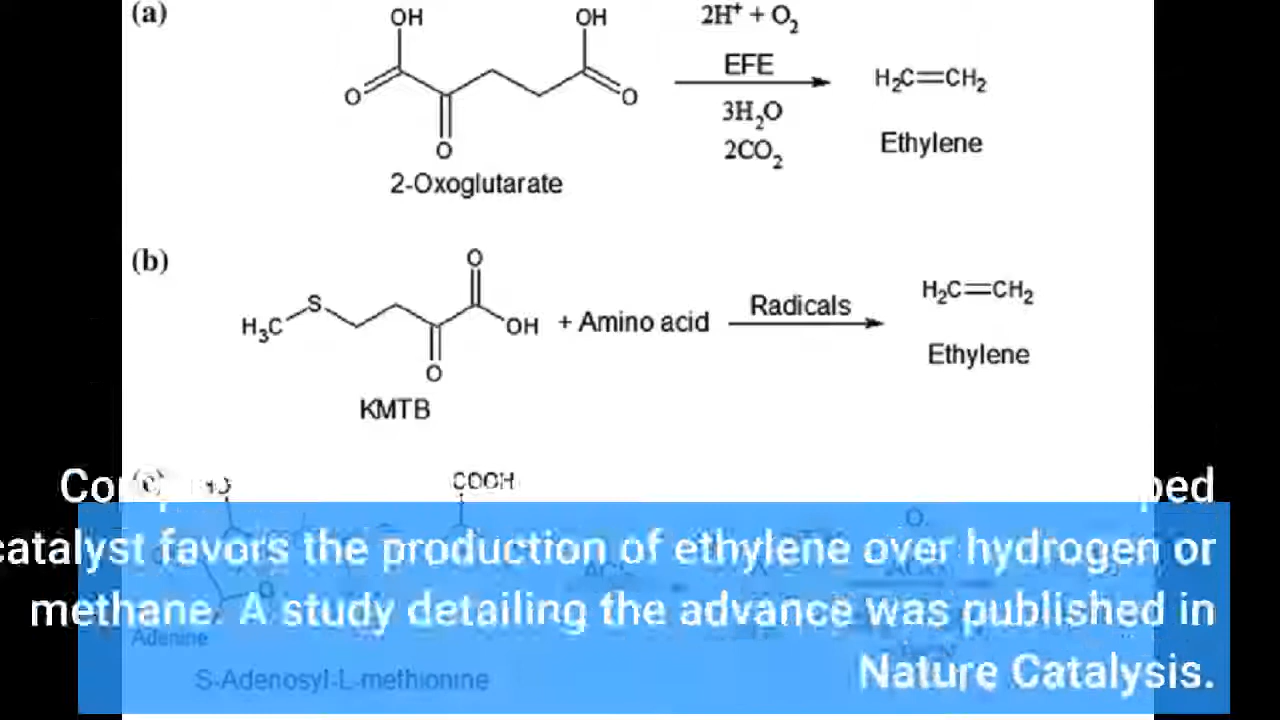 (a)
OH OH
O O
O
2-Oxoglutarate
2H⁺ + O₂
EFE
3H₂O
2CO₂
H₂C=CH₂
Ethylene
(b)
O
S
H₃C OH
O
+ Amino acid
KMTB
Radicals
H₂C=CH₂
Ethylene
(c)
COOH
ped
catalyst favors the production of ethylene over hydrogen or
methane. A study detailing the advance was published in
Nature Catalysis.
Adenine
S-Adenosyl-L-methionine